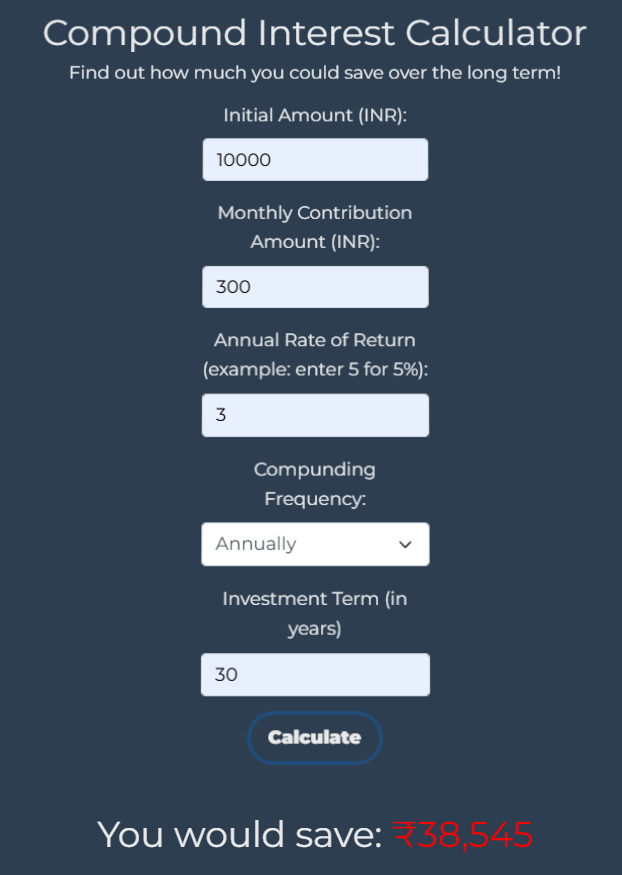 Compound Interest Calculator
Find out how much you could save over the long term!
Initial Amount (INR):
10000
Monthly Contribution
Amount (INR):
300
Annual Rate of Return
(example: enter 5 for 5%):
3
Compunding
Frequency:
Annually
Investment Term (in
years)
30
Calculate
You would save: ₹38,545